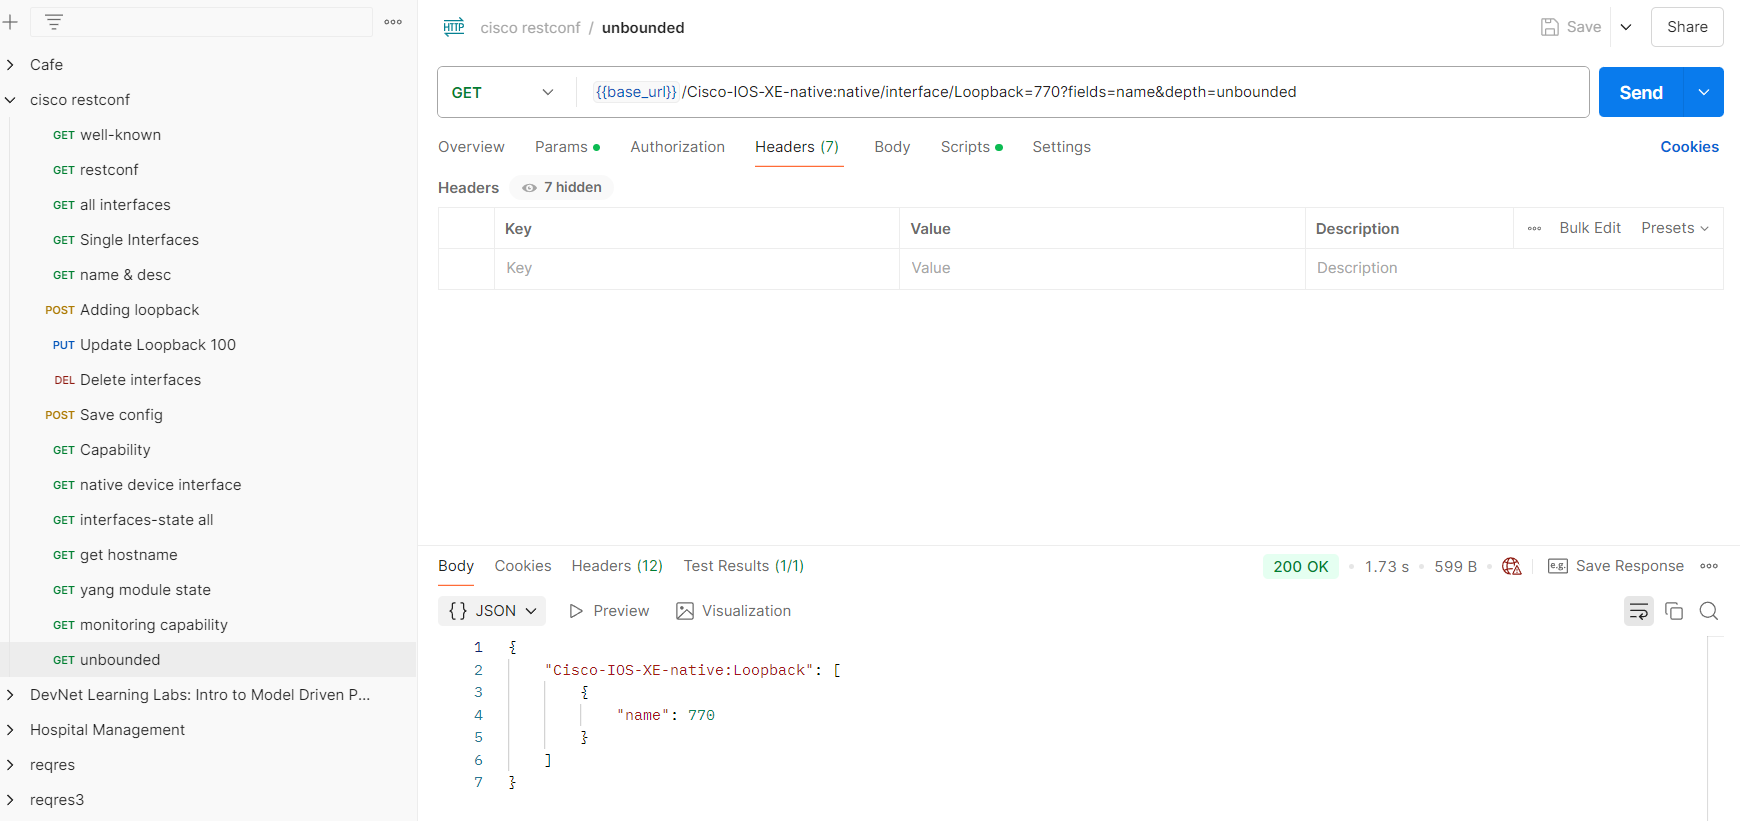 Cafe
cisco restconf
GET well-known
GET restconf
GET all interfaces
GET Single Interfaces
GET name & desc
POST Adding loopback
PUT Update Loopback 100
DEL Delete interfaces
POST Save config
GET Capability
GET native device interface
GET interfaces-state all
GET get hostname
GET yang module state
GET monitoring capability
GET unbounded
DevNet Learning Labs: Intro to Model Driven P...
Hospital Management
reqres
reqres3
HTTP cisco restconf / unbounded
Save
Share
GET {{base_url}} /Cisco-IOS-XE-native:native/interface/Loopback=770?fields=name&depth=unbounded
Send
Overview Params Authorization Headers (7) Body Scripts Settings Cookies
Headers 7 hidden
Key Value Description Bulk Edit Presets
Key Value Description
Body Cookies Headers (12) Test Results (1/1) 200 OK 1.73 s 599 B e.g. Save Response
{} JSON Preview Visualization
1 {
2 "Cisco-IOS-XE-native:Loopback": [
3 {
4 "name": 770
5 }
6 ]
7 }